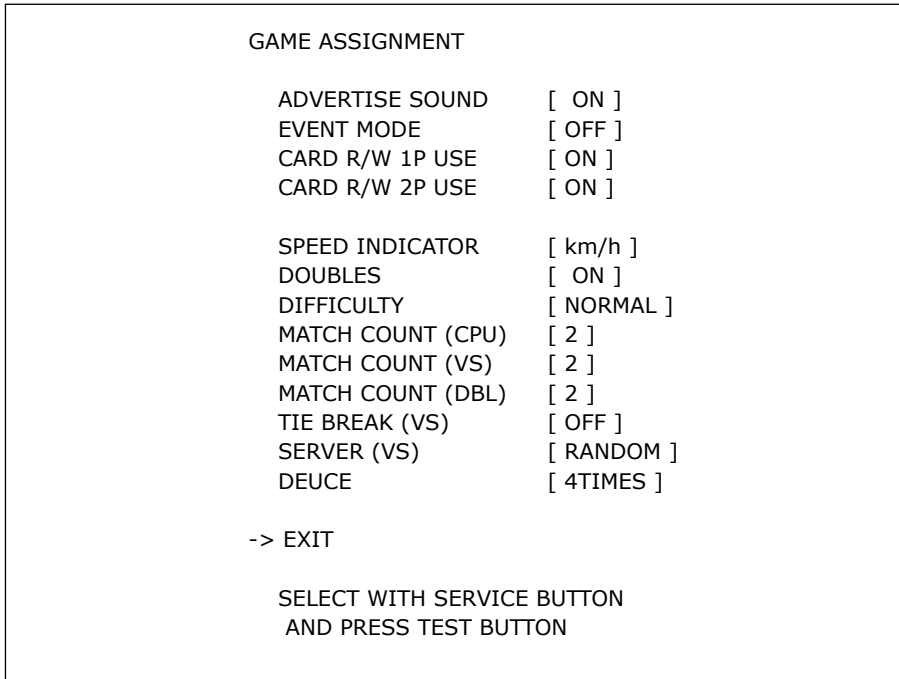 GAME ASSIGNMENT
ADVERTISE SOUND [ ON ]
EVENT MODE [ OFF ]
CARD R/W 1P USE [ ON ]
CARD R/W 2P USE [ ON ]
SPEED INDICATOR [ km/h ]
DOUBLES [ ON ]
DIFFICULTY [ NORMAL ]
MATCH COUNT (CPU) [ 2 ]
MATCH COUNT (VS) [ 2 ]
MATCH COUNT (DBL) [ 2 ]
TIE BREAK (VS) [ OFF ]
SERVER (VS) [ RANDOM ]
DEUCE [ 4TIMES ]
-> EXIT
SELECT WITH SERVICE BUTTON
AND PRESS TEST BUTTON